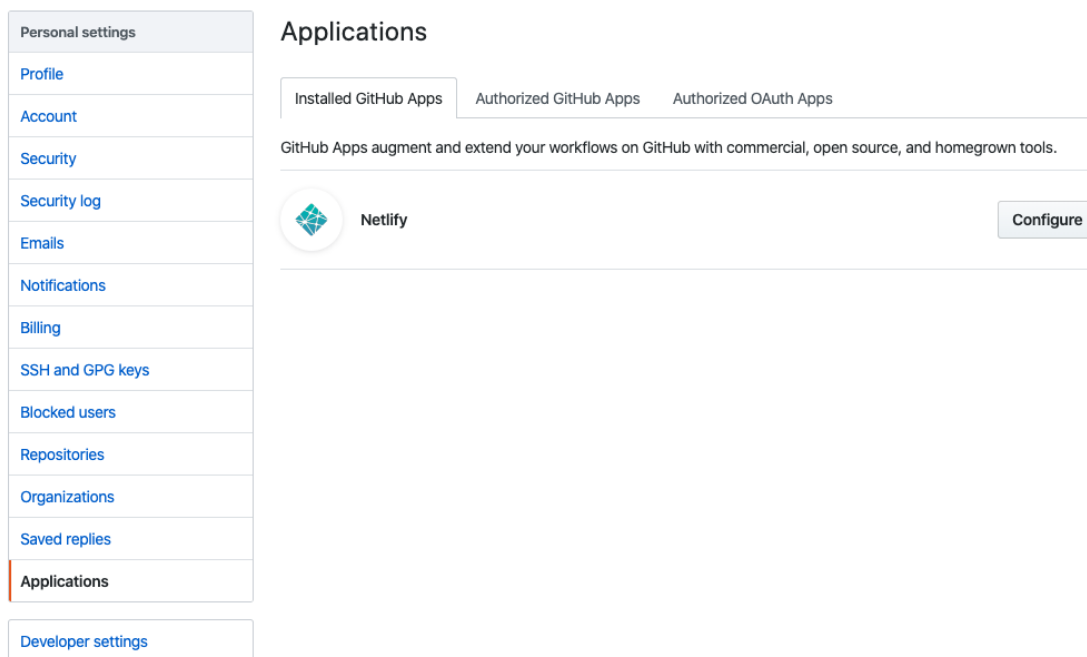 Personal settings
Profile
Account
Security
Security log
Emails
Notifications
Billing
SSH and GPG keys
Blocked users
Repositories
Organizations
Saved replies
Applications
Developer settings
Applications
Installed GitHub Apps Authorized GitHub Apps Authorized OAuth Apps
GitHub Apps augment and extend your workflows on GitHub with commercial, open source, and homegrown tools.
Netlify Configure